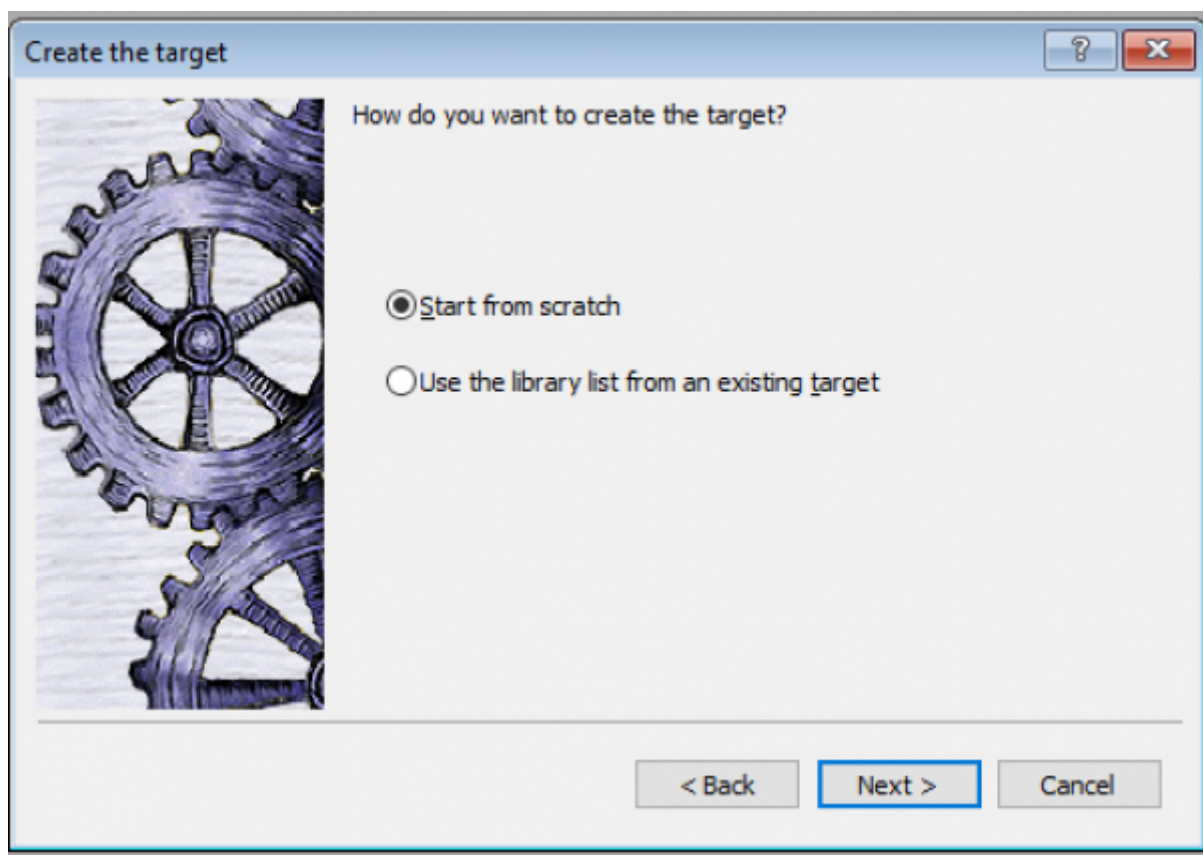 Create the target
?
How do you want to create the target?
Start from scratch
Use the library list from an existing target
< Back
Next >
Cancel